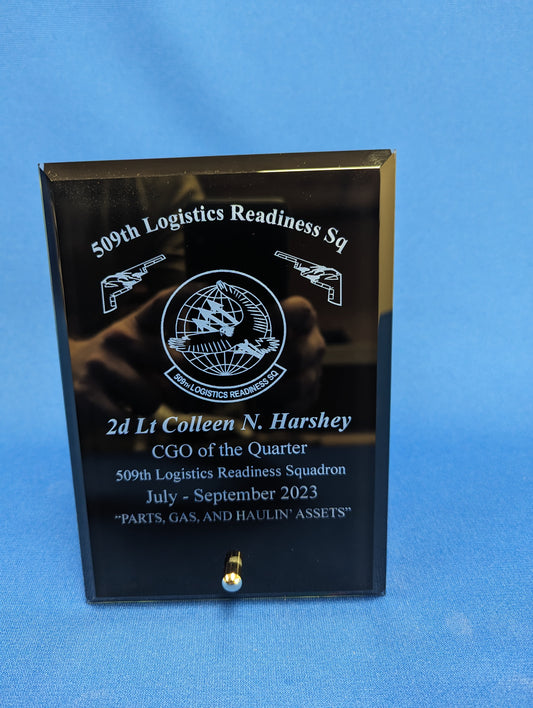 509th Logistics Readiness Sq
509TH LOGISTICS READINESS SQ
2d Lt Colleen N. Harshey
CGO of the Quarter
509th Logistics Readiness Squadron
July - September 2023
“PARTS, GAS, AND HAULIN’ ASSETS”